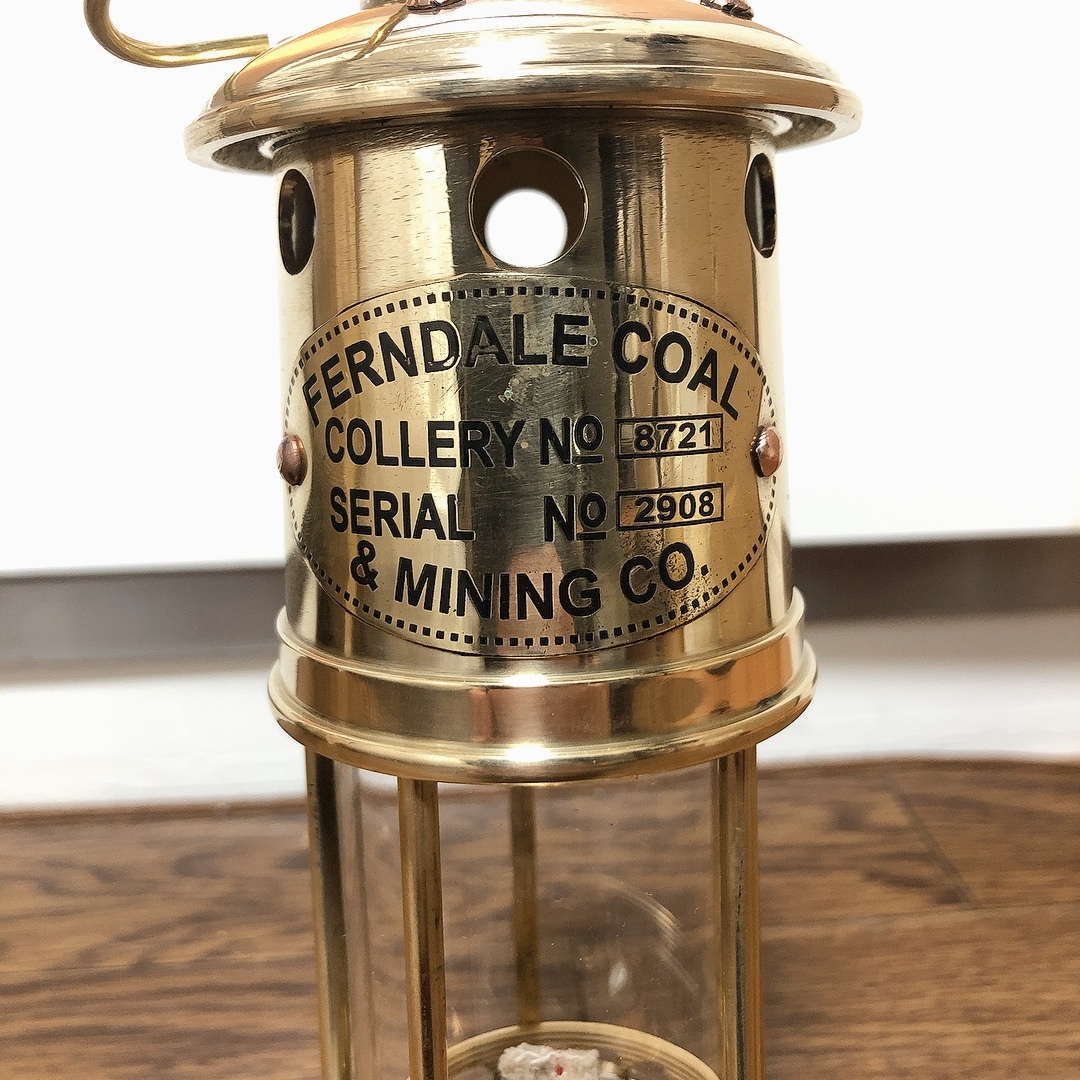 FERNDALE COAL
COLLERY Nº 8721
SERIAL Nº 2908
& MINING CO.